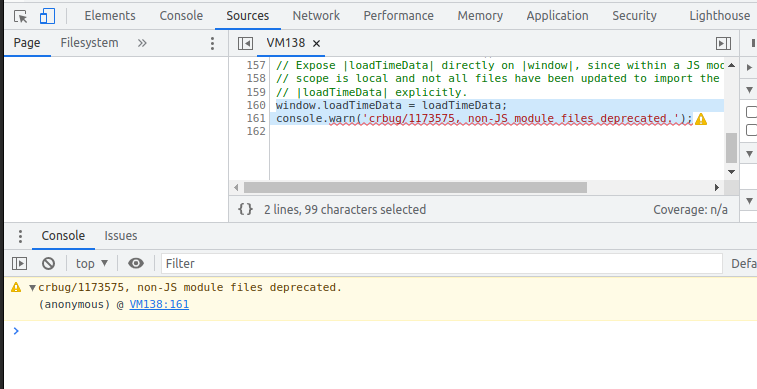 Elements Console Sources Network Performance Memory Application Security Lighthouse
Page Filesystem » VM138 ×
157 // Expose |loadTimeData| directly on |window|, since within a JS mod
158 // scope is local and not all files have been updated to import the
159 // |loadTimeData| explicitly.
160 window.loadTimeData = loadTimeData;
161 console.warn('crbug/1173575, non-JS module files deprecated.');
162
{} 2 lines, 99 characters selected Coverage: n/a
Console Issues
top Filter Defa
crbug/1173575, non-JS module files deprecated.
(anonymous) @ VM138:161
>